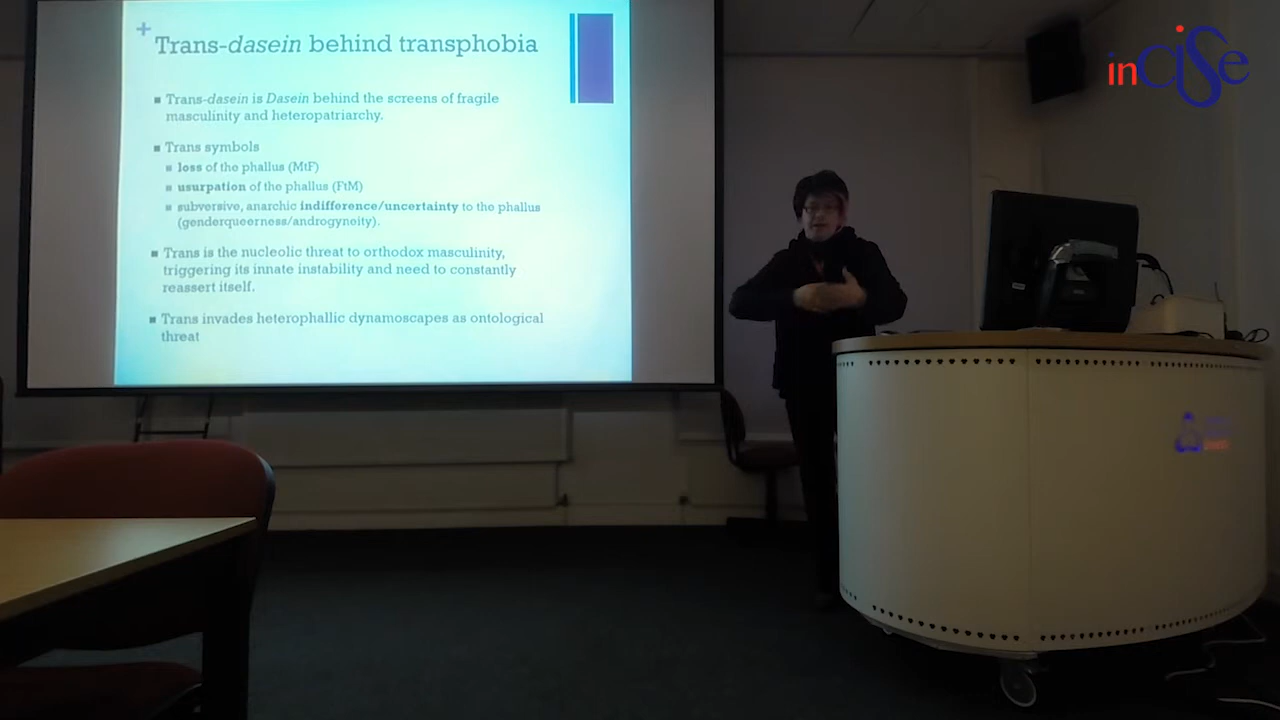 Trans-dasein behind transphobia
Trans-dasein is Dasein behind the screens of fragile
masculinity and heteropatriarchy.
Trans symbols
loss of the phallus (MtF)
usurpation of the phallus (FtM)
subversive, anarchic indifference/uncertainty to the phallus
(genderqueerness/androgyneity).
Trans is the nucleolic threat to orthodox masculinity,
triggering its innate instability and need to constantly
reassert itself.
Trans invades heterophallic dynamoscapes as ontological
threat
inCiSe